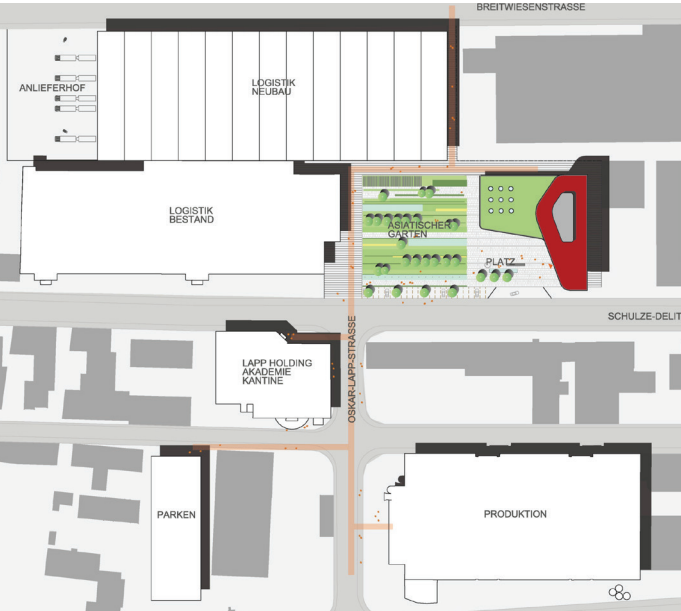 BREITWIESENSTRASSE
LOGISTIK
NEUBAU
ANLIEFERHOF
LOGISTIK
BESTAND
ASIATISCHER
GARTEN
PLATZ
SCHULZE-DELIT
OSKAR-LAPP-STRASSE
LAPP HOLDING
AKADEMIE
KANTINE
PARKEN
PRODUKTION